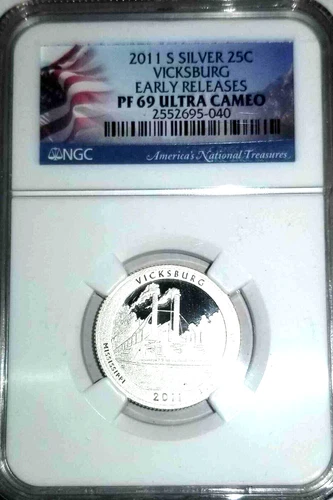 2011 S SILVER 25C
VICKSBURG
EARLY RELEASES
PF 69 ULTRA CAMEO
2552695-040
NGC
America's National Treasures
VICKSBURG
MISSISSIPPI
2011